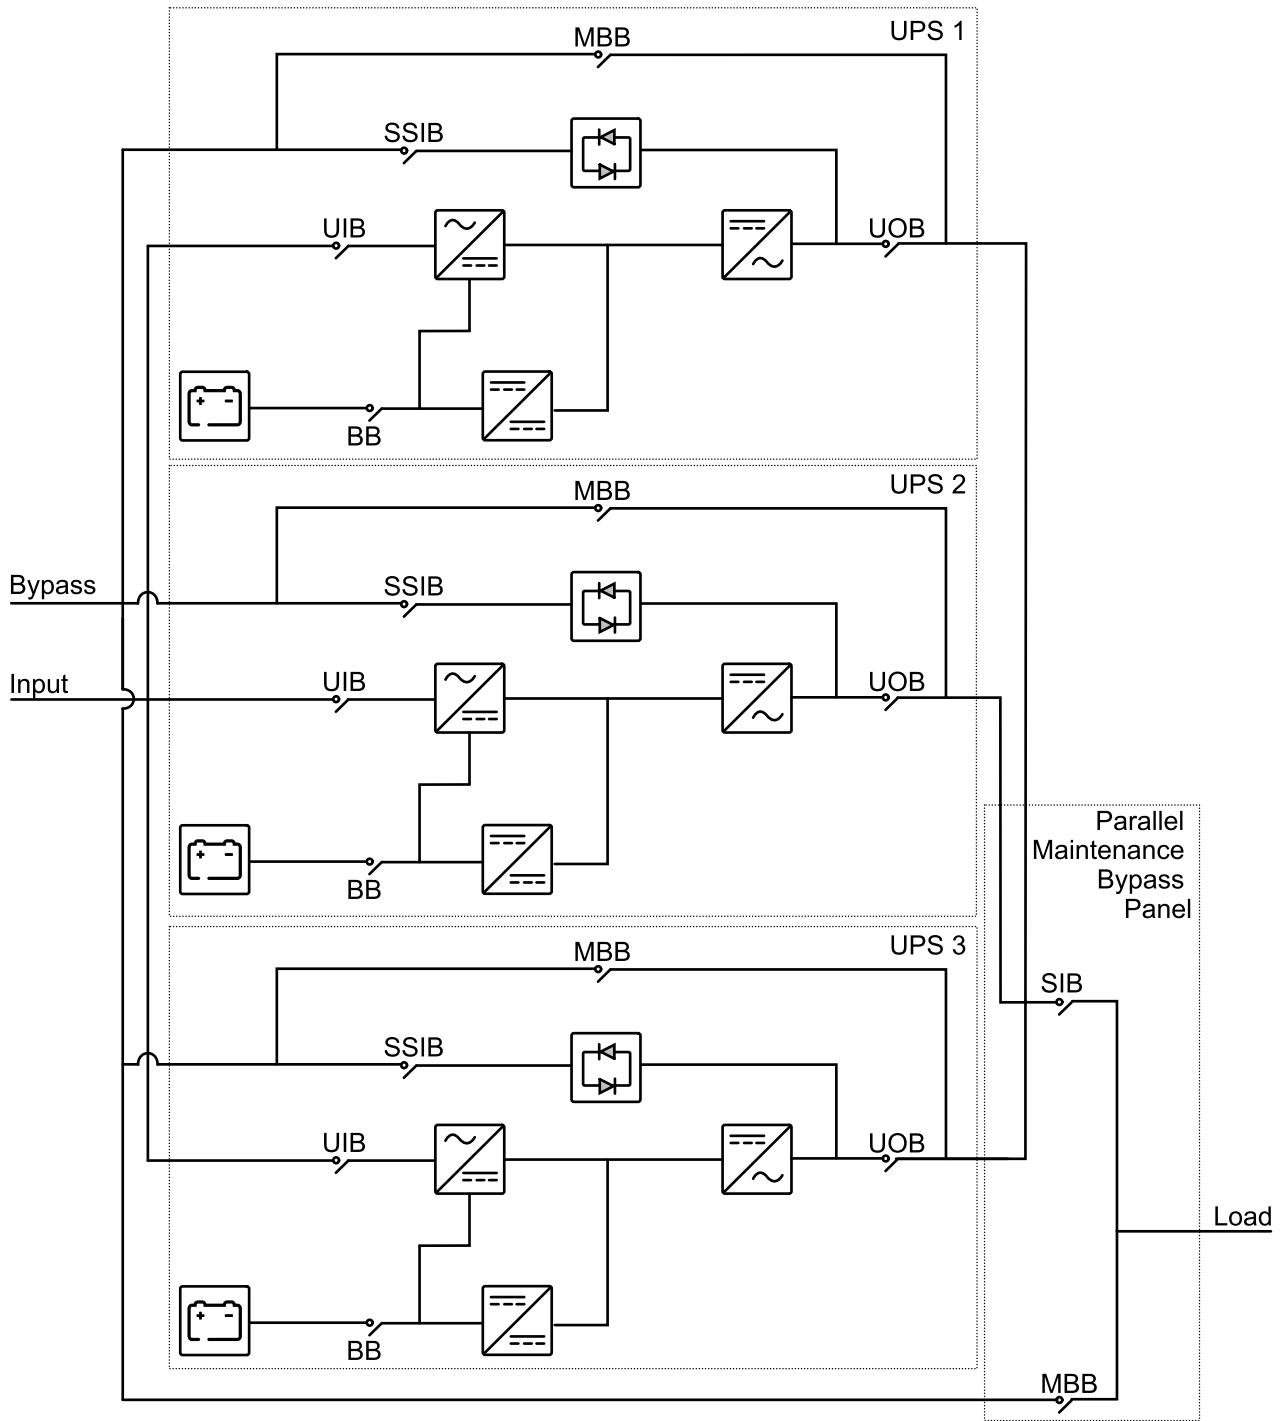 UPS 1
MBB
SSIB
UIB
UOB
BB
UPS 2
MBB
Bypass
SSIB
Input
UIB
UOB
BB
Parallel
Maintenance
Bypass
Panel
UPS 3
MBB
SIB
SSIB
UIB
UOB
Load
BB
MBB